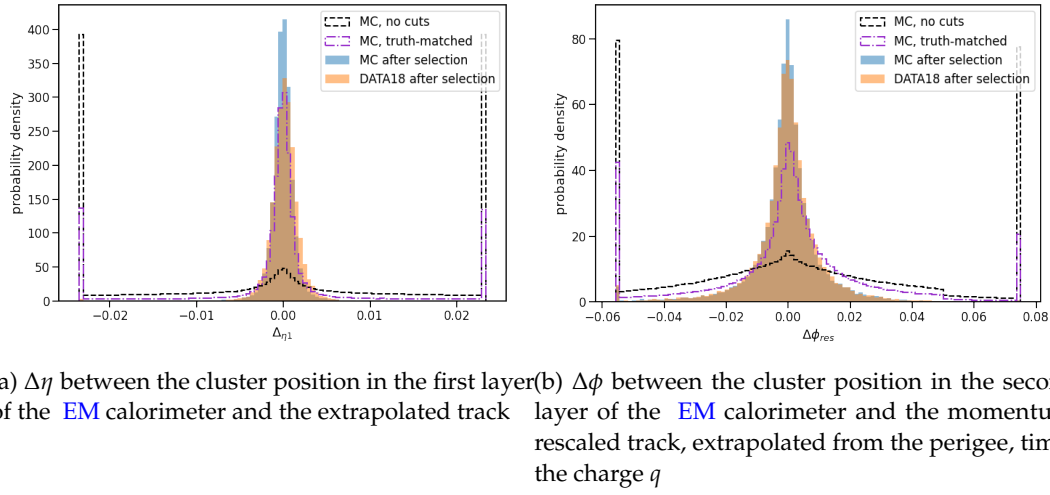 400
350
300
250
200
150
100
50
0
probability density
−0.02
−0.01
0.00
0.01
0.02
Δη1
MC, no cuts
MC, truth-matched
MC after selection
DATA18 after selection
80
60
40
20
0
probability density
−0.06
−0.04
−0.02
0.00
0.02
0.04
0.06
0.08
Δϕres
MC, no cuts
MC, truth-matched
MC after selection
DATA18 after selection
a) Δη between the cluster position in the first layer
of the EM calorimeter and the extrapolated track
(b) Δϕ between the cluster position in the seco
layer of the EM calorimeter and the momentu
rescaled track, extrapolated from the perigee, tim
the charge q